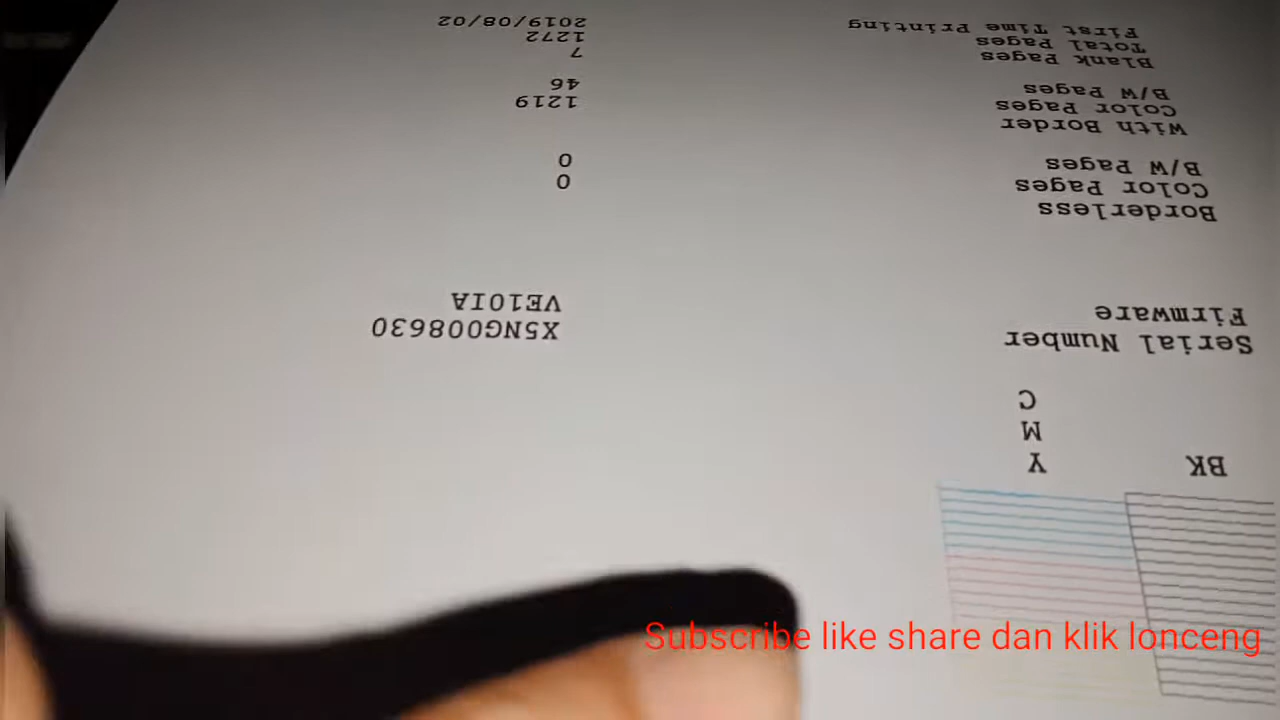 First Time Printing 2019/08/02
Total Pages 1272
Blank Pages 7
B/W Pages 46
Color Pages 1219
With Border
B/W Pages 0
Color Pages 0
Borderless
Firmware VE10IA
Serial Number X5NG008630
C
M
Y
BK
Subscribe like share dan klik lonceng